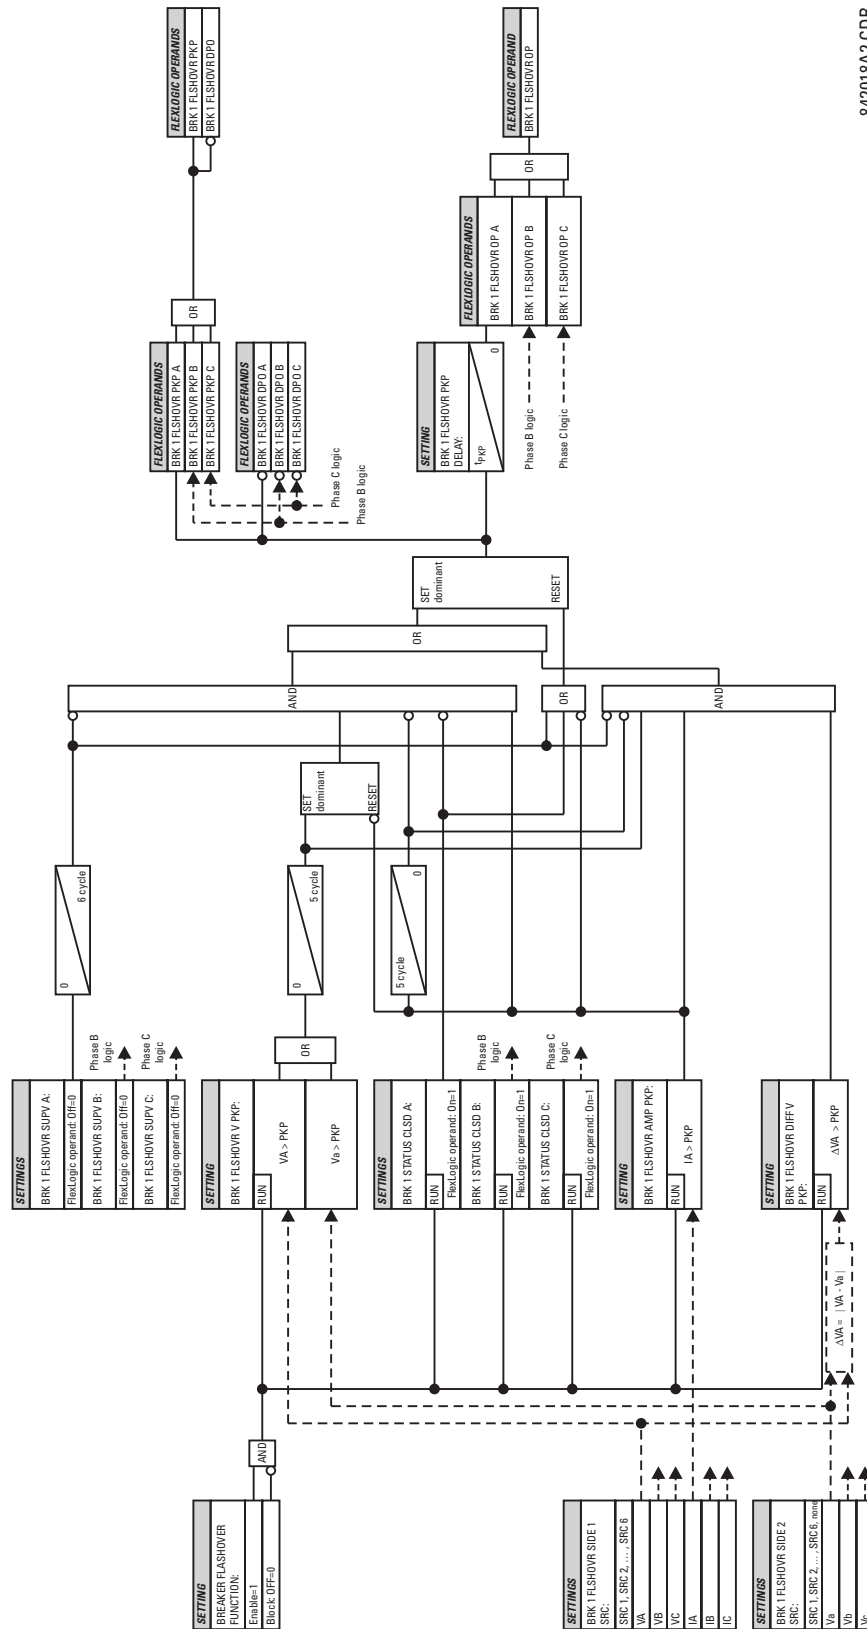 SETTING
BREAKER FLASHOVER
FUNCTION:
Enable=1
Block: OFF=0
AND
SETTINGS
BRK 1 FLSHOVR SIDE 1
SRC:
SRC 1, SRC 2, ... , SRC 6
VA
VB
VC
IA
IB
IC
SETTINGS
BRK 1 FLSHOVR SIDE 2
SRC:
SRC 1, SRC 2, ... , SRC 6, none
Va
Vb
Vc
ΔVA = | VA - Va |
SETTINGS
BRK 1 FLSHOVR SUPV A:
FlexLogic operand: Off=0
BRK 1 FLSHOVR SUPV B:
FlexLogic operand: Off=0
BRK 1 FLSHOVR SUPV C:
FlexLogic operand: Off=0
Phase B
logic
Phase C
logic
SETTING
BRK 1 FLSHOVR V PKP:
RUN
VA > PKP
Va > PKP
OR
SETTINGS
BRK 1 STATUS CLSD A:
RUN
FlexLogic operand: On=1
BRK 1 STATUS CLSD B:
RUN
FlexLogic operand: On=1
BRK 1 STATUS CLSD C:
RUN
FlexLogic operand: On=1
Phase B
logic
Phase C
logic
SETTING
BRK 1 FLSHOVR AMP PKP:
RUN
IA > PKP
SETTING
BRK 1 FLSHOVR DIFF V
PKP:
RUN
ΔVA > PKP
0
6 cycle
0
5 cycle
5 cycle
0
SET
dominant
RESET
AND
OR
AND
OR
SET
dominant
RESET
Phase C logic
Phase B logic
FLEXLOGIC OPERANDS
BRK 1 FLSHOVR PKP A
BRK 1 FLSHOVR PKP B
BRK 1 FLSHOVR PKP C
OR
FLEXLOGIC OPERANDS
BRK 1 FLSHOVR DPO A
BRK 1 FLSHOVR DPO B
BRK 1 FLSHOVR DPO C
SETTING
BRK 1 FLSHOVR PKP
DELAY:
tPKP
0
Phase B logic
Phase C logic
FLEXLOGIC OPERANDS
BRK 1 FLSHOVR OP A
BRK 1 FLSHOVR OP B
BRK 1 FLSHOVR OP C
OR
FLEXLOGIC OPERANDS
BRK 1 FLSHOVR PKP
BRK 1 FLSHOVR DPO
FLEXLOGIC OPERAND
BRK 1 FLSHOVR OP
842018A2.CDR